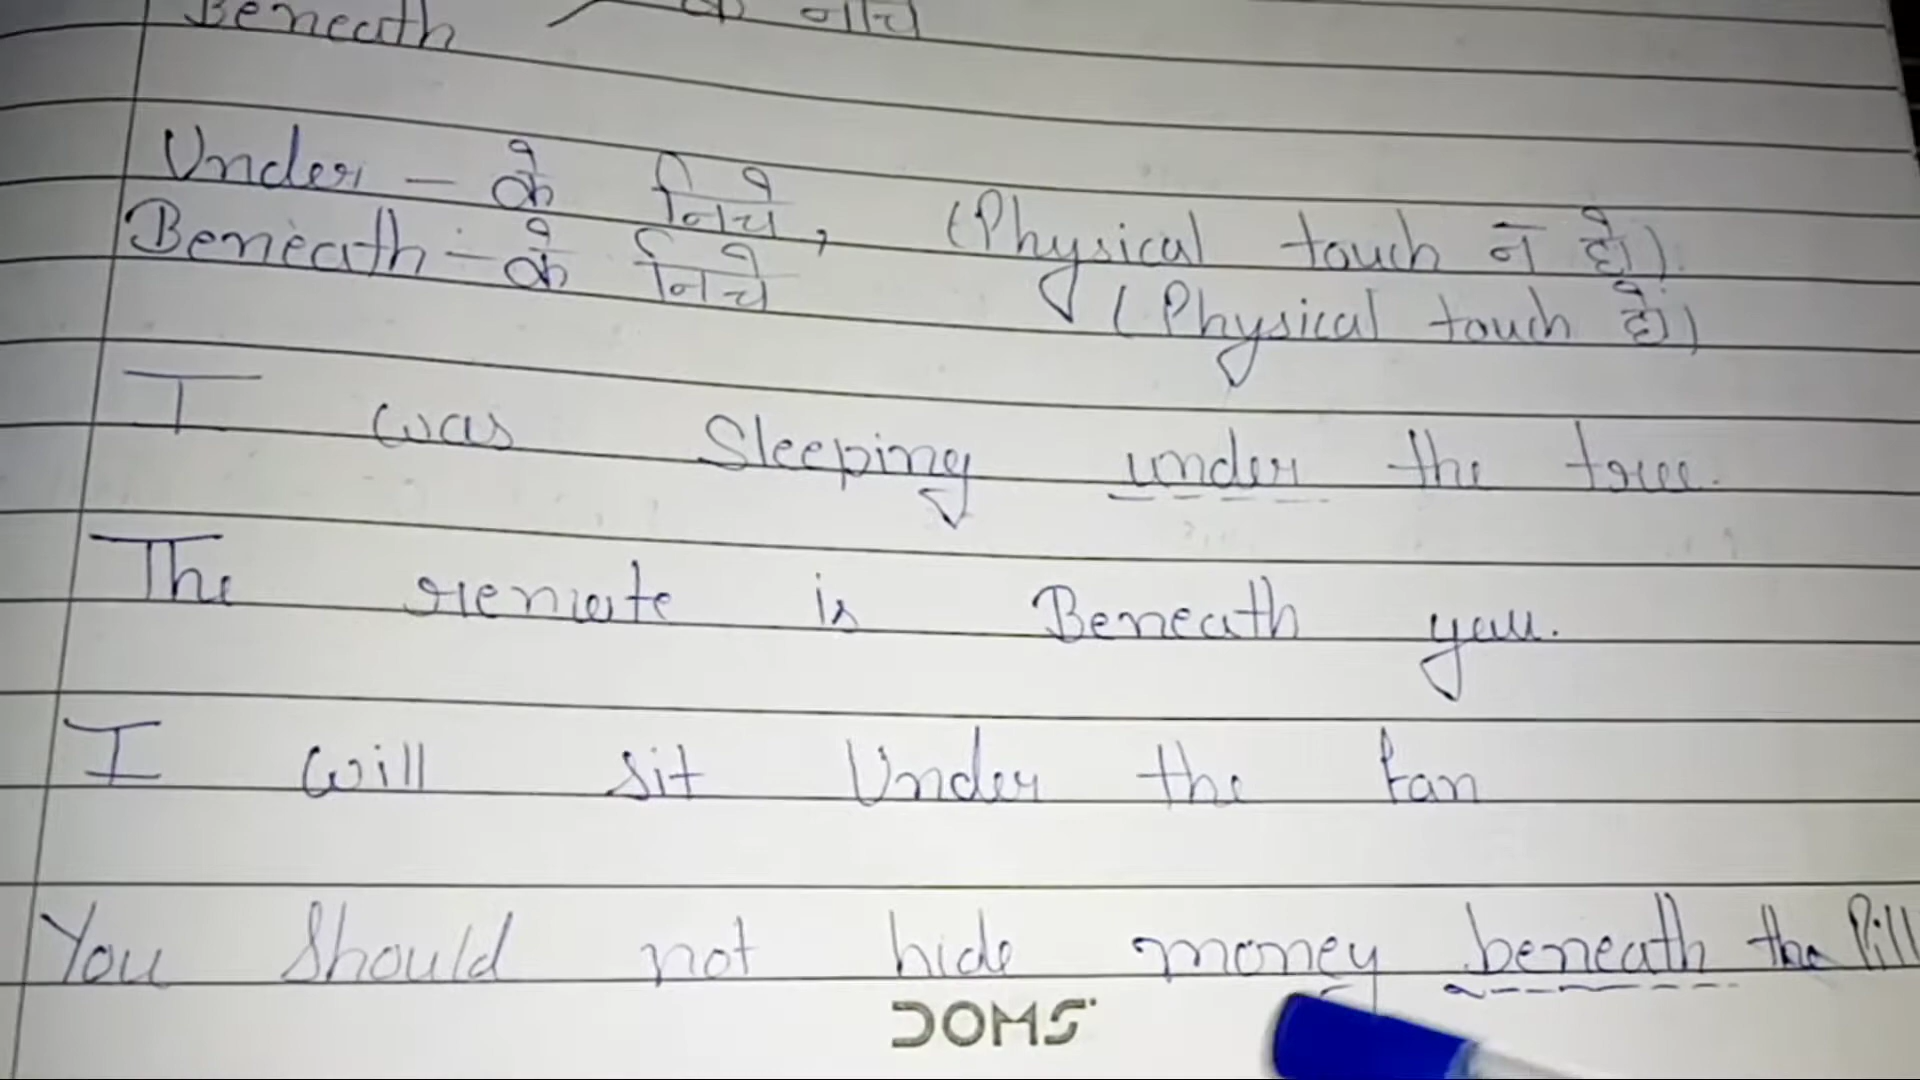 Beneath के नीचे
Under - के निचे, (Physical touch न हो).
Beneath - के निचे (Physical touch हो)
I was Sleeping under the tree.
The remote is Beneath you.
I will sit Under the fan
You should not hide money beneath the Pill
DOMS